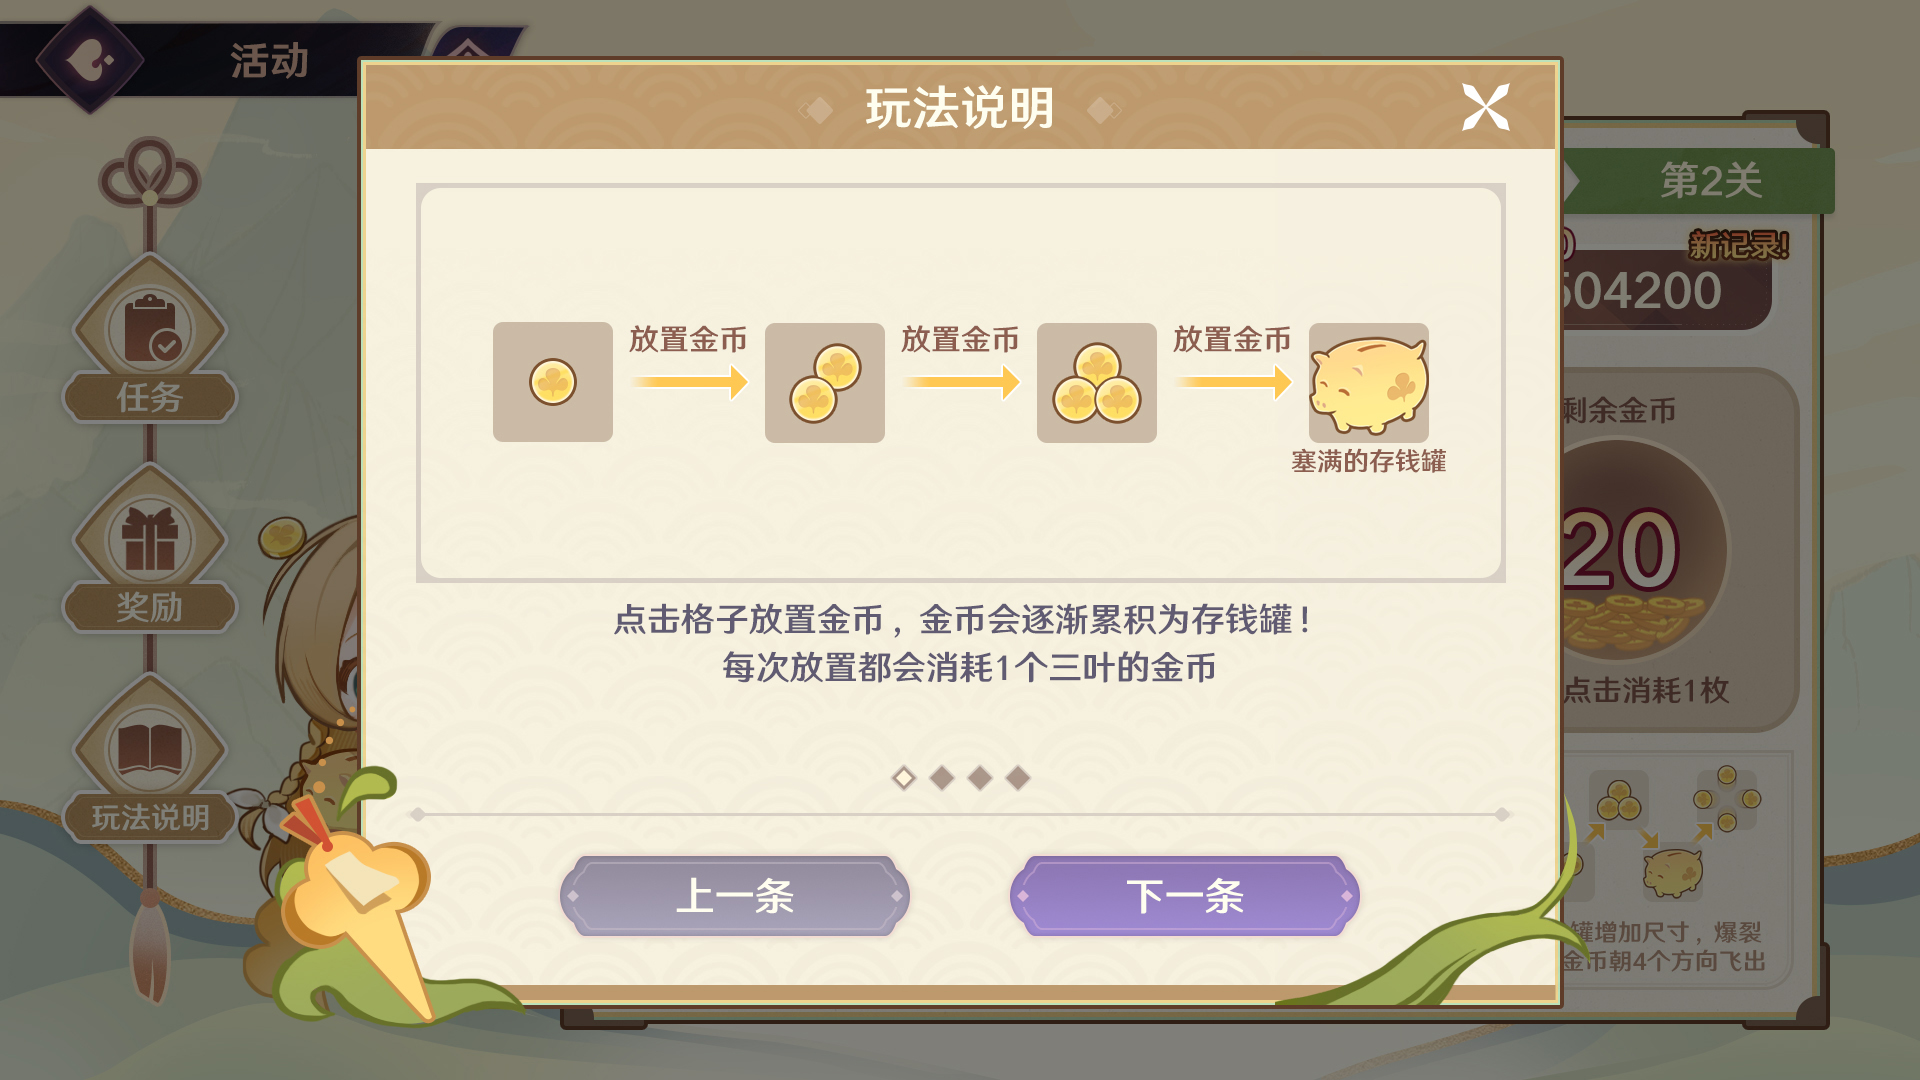 活动
玩法说明
第2关
新记录!
504200
放置金币
放置金币
放置金币
塞满的存钱罐
剩余金币
20
点击消耗1枚
任务
奖励
玩法说明
点击格子放置金币，金币会逐渐累积为存钱罐！
每次放置都会消耗1个三叶的金币
上一条
下一条
罐增加尺寸，爆裂
金币朝4个方向飞出